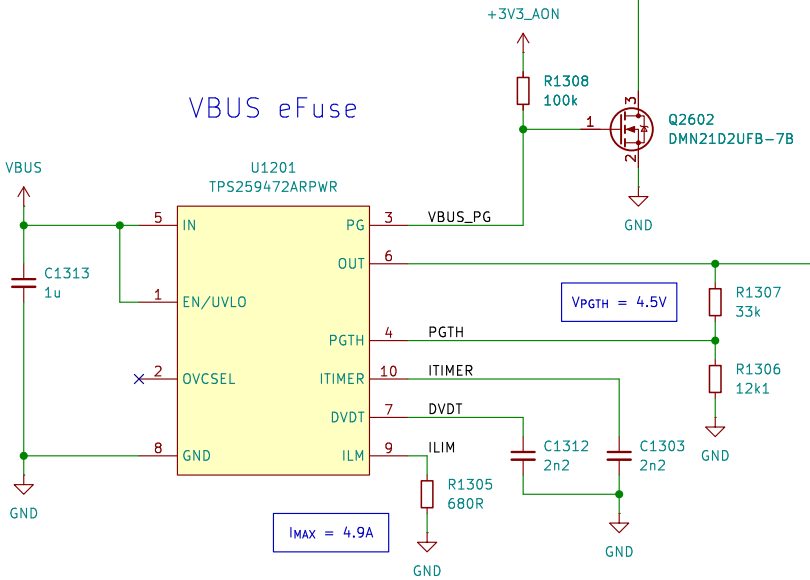 +3V3_AON
R1308
100k
VBUS eFuse
3
1
Q2602
DMN21D2UFB-7B
2
VBUS
U1201
TPS259472ARPWR
GND
5
IN
PG
3
VBUS_PG
OUT
6
C1313
1u
VPGTH = 4.5V
R1307
33k
1
EN/UVLO
PGTH
4
PGTH
2
OVCSEL
ITIMER
10
ITIMER
R1306
12k1
DVDT
7
DVDT
8
GND
ILM
9
ILIM
C1312
2n2
C1303
2n2
GND
R1305
680R
GND
IMAX = 4.9A
GND
GND